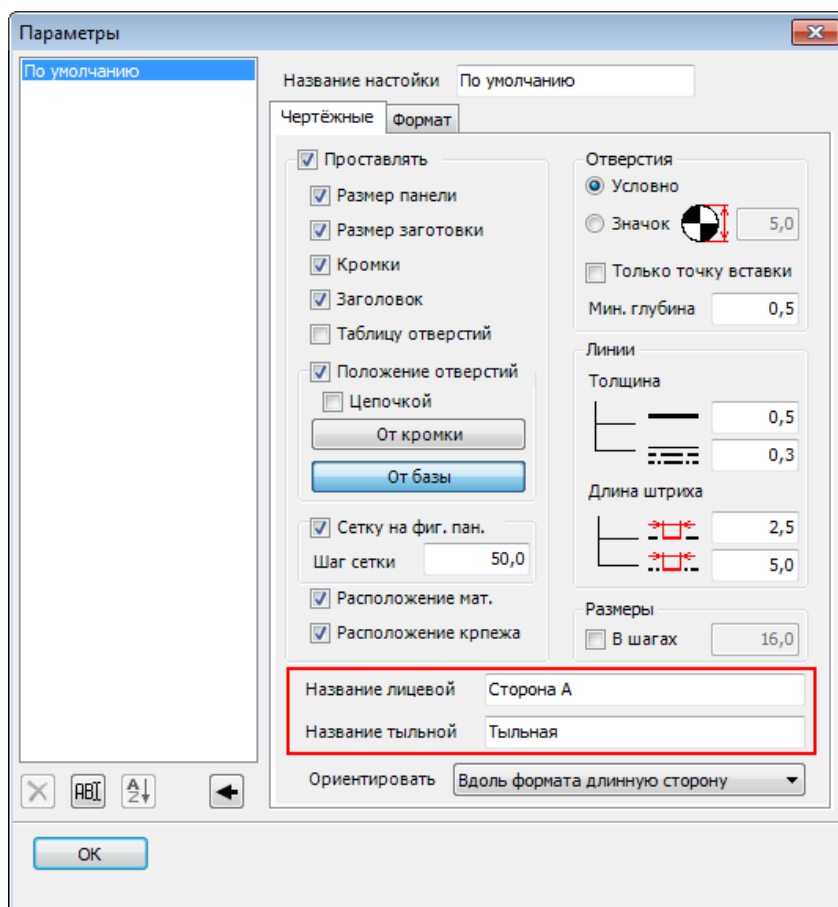 Параметры
По умолчанию
Название настойки По умолчанию
Чертёжные Формат
Проставлять
Размер панели
Размер заготовки
Кромки
Заголовок
Таблицу отверстий
Положение отверстий
Цепочкой
От кромки
От базы
Сетку на фиг. пан.
Шаг сетки 50,0
Расположение мат.
Расположение крпежа
Отверстия
Условно
Значок 5,0
Только точку вставки
Мин. глубина 0,5
Линии
Толщина
0,5
0,3
Длина штриха
2,5
5,0
Размеры
В шагах 16,0
Название лицевой Сторона А
Название тыльной Тыльная
Ориентировать Вдоль формата длинную сторону
ABI
AZ
OK